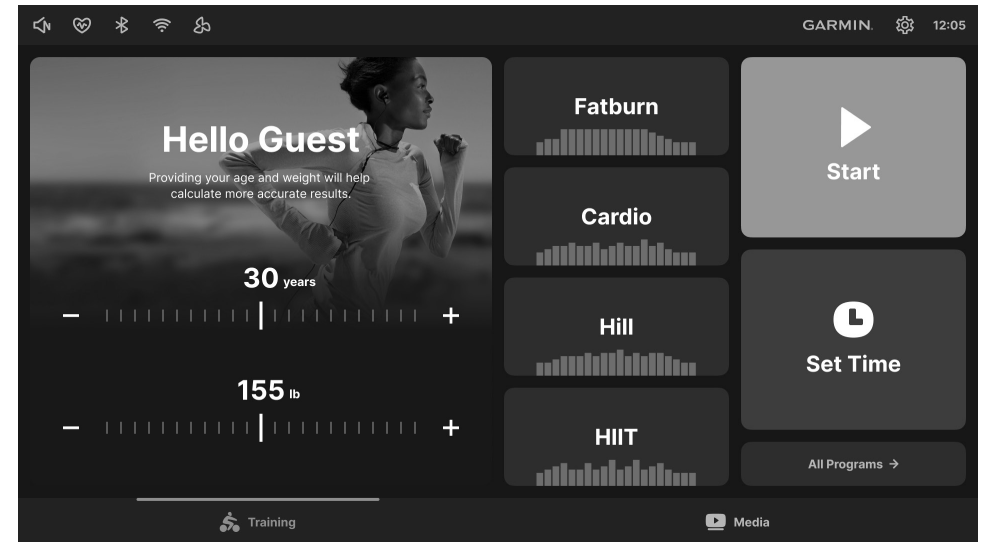 GARMIN.
12:05
Hello Guest
Providing your age and weight will help
calculate more accurate results.
30 years
155 lb
Fatburn
Cardio
Hill
HIIT
Start
Set Time
All Programs →
Training
Media